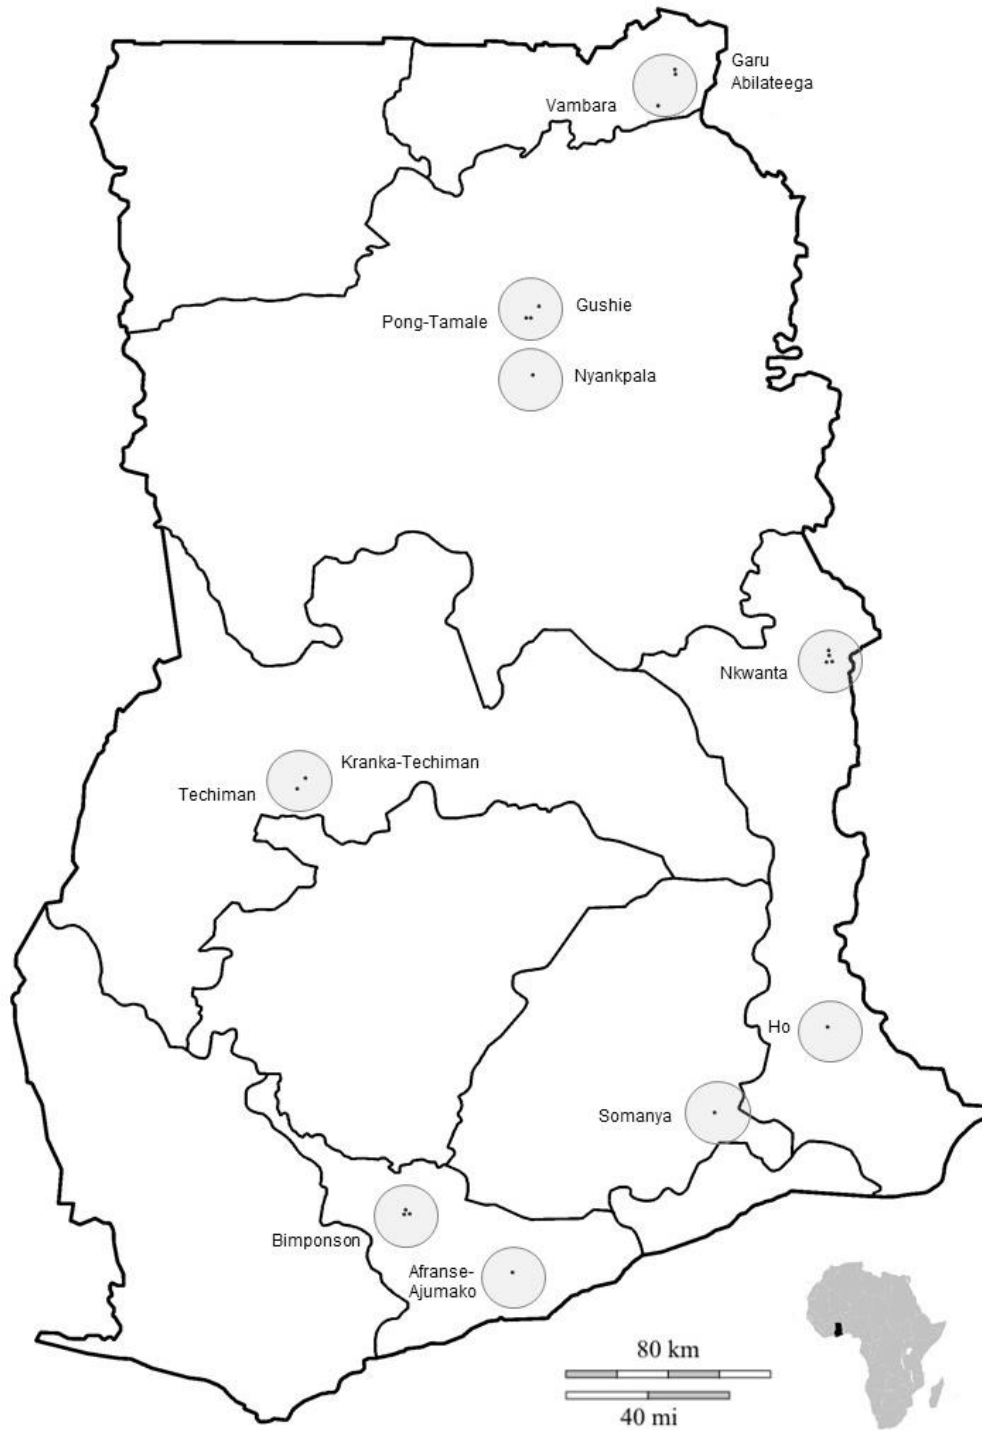 Garu
Abilateega
Vambara
Gushie
Pong-Tamale
Nyankpala
Nkwanta
Kranka-Techiman
Techiman
Ho
Somanya
Bimponson
Afranse-
Ajumako
80 km
40 mi